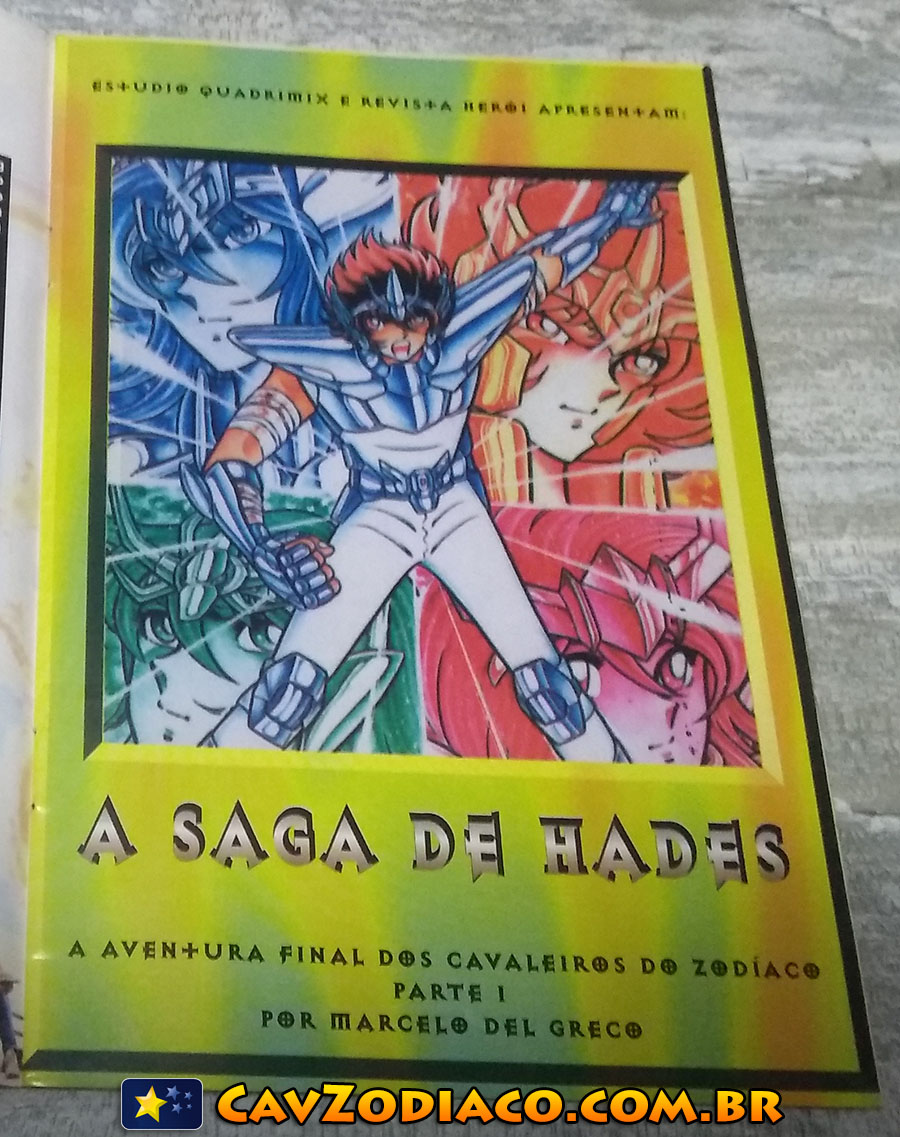 ESTUDIO QUADRIMIX E REVISTA HERÓI APRESENTAM:
A SAGA DE HADES
A AVENTURA FINAL DOS CAVALEIROS DO ZODÍACO
PARTE I
POR MARCELO DEL GRECO
CAVZODIACO.COM.BR